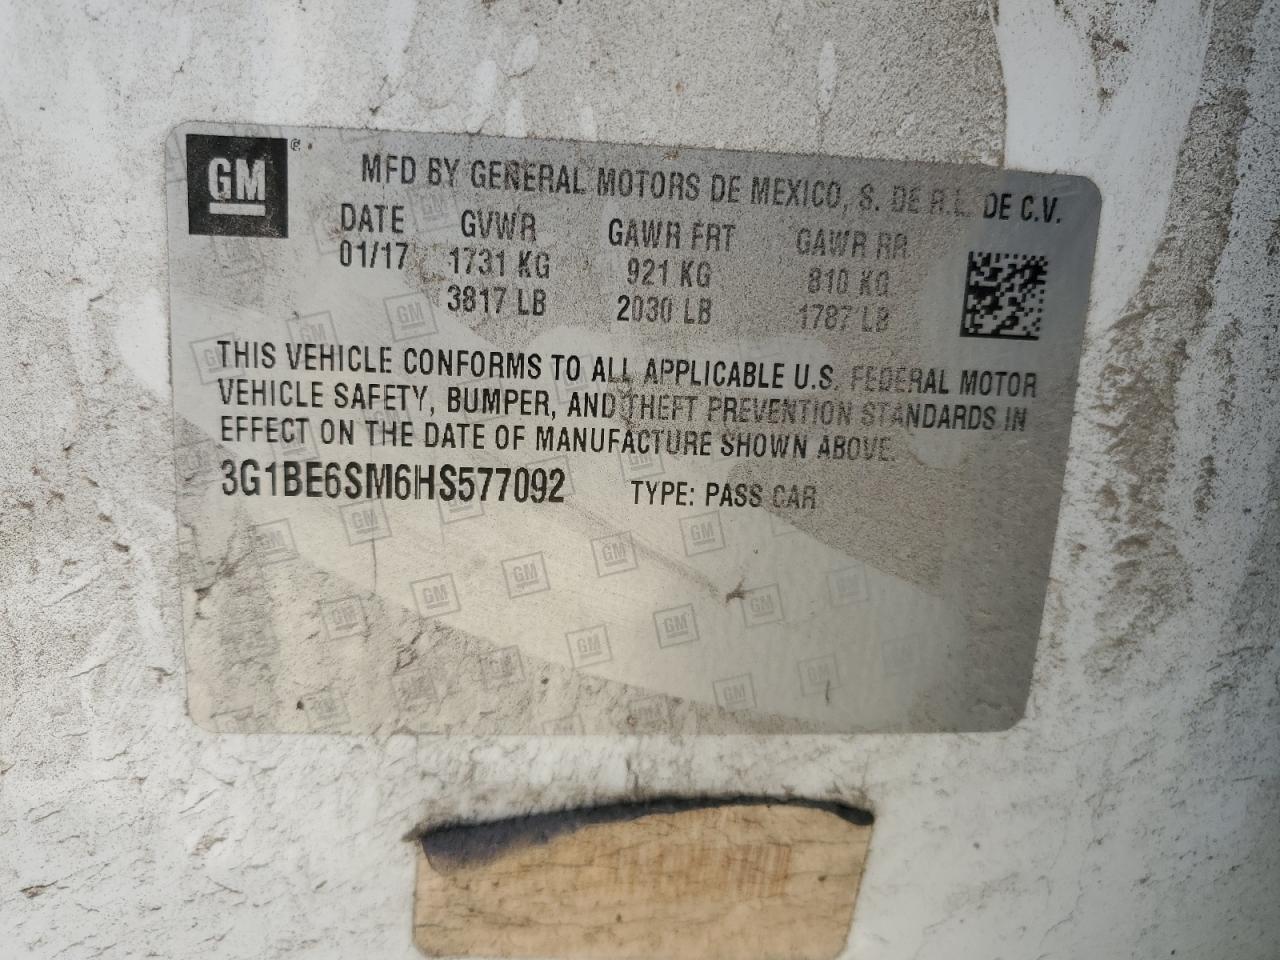 GM
MFD BY GENERAL MOTORS DE MEXICO, S. DE R.L. DE C.V.
DATE GVWR GAWR FRT GAWR RR
01/17 1731 KG 921 KG 810 KG
3817 LB 2030 LB 1787 LB
THIS VEHICLE CONFORMS TO ALL APPLICABLE U.S. FEDERAL MOTOR
VEHICLE SAFETY, BUMPER, AND THEFT PREVENTION STANDARDS IN
EFFECT ON THE DATE OF MANUFACTURE SHOWN ABOVE.
3G1BE6SM6HS577092 TYPE: PASS CAR